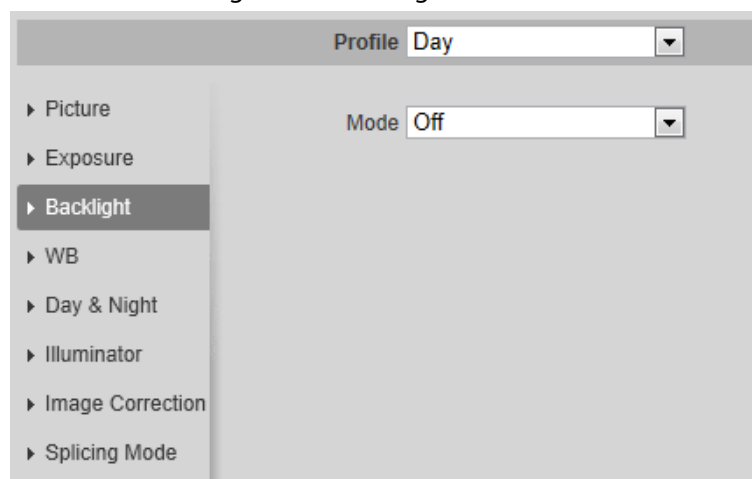 Profile Day
Picture
Mode Off
Exposure
Backlight
WB
Day & Night
Illuminator
Image Correction
Splicing Mode